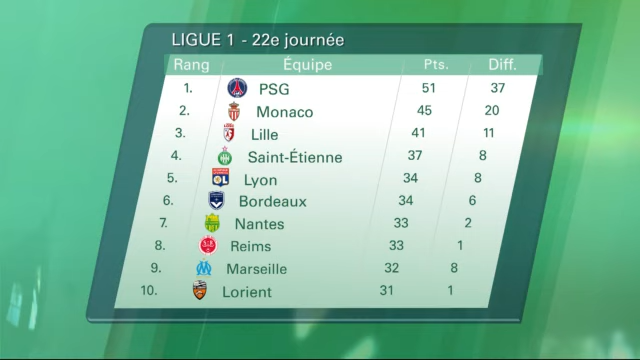 LIGUE 1 - 22e journée
Rang Équipe Pts. Diff.
1. PSG 51 37
2. Monaco 45 20
3. Lille 41 11
4. Saint-Étienne 37 8
5. Lyon 34 8
6. Bordeaux 34 6
7. Nantes 33 2
8. Reims 33 1
9. Marseille 32 8
10. Lorient 31 1